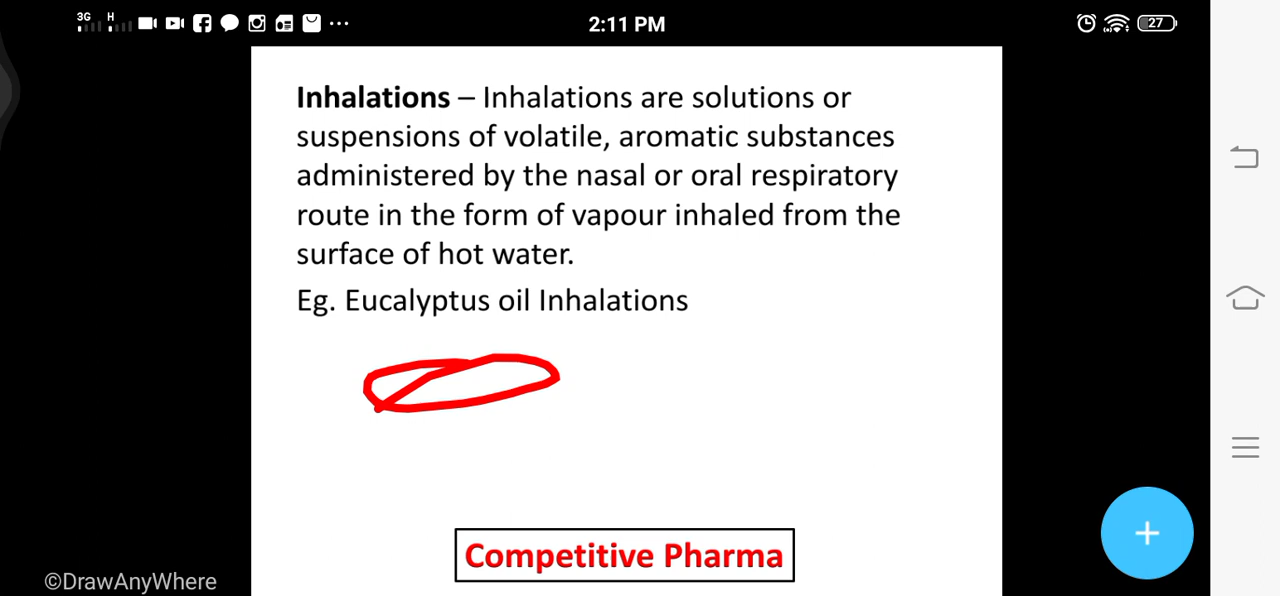 3G H 2:11 PM 27
Inhalations – Inhalations are solutions or
suspensions of volatile, aromatic substances
administered by the nasal or oral respiratory
route in the form of vapour inhaled from the
surface of hot water.
Eg. Eucalyptus oil Inhalations
Competitive Pharma
©DrawAnyWhere